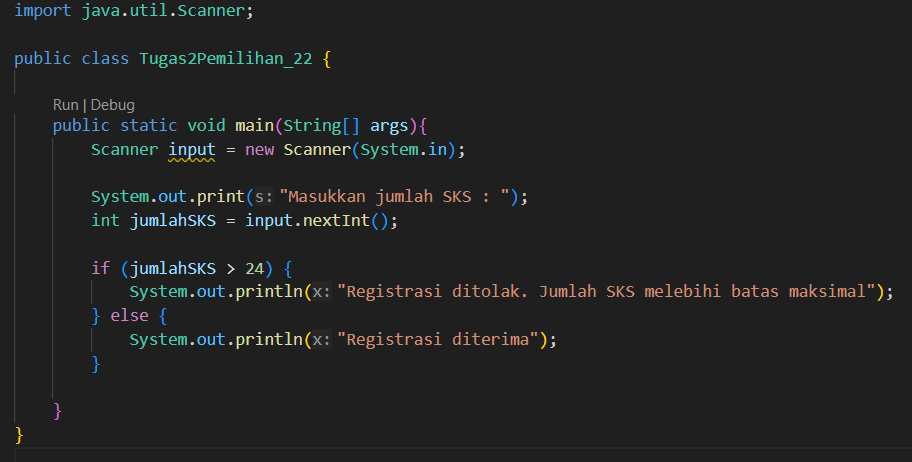 import java.util.Scanner;
public class Tugas2Pemilihan_22 {
Run | Debug
public static void main(String[] args){
Scanner input = new Scanner(System.in);
System.out.print(s: "Masukkan jumlah SKS : ");
int jumlahSKS = input.nextInt();
if (jumlahSKS > 24) {
System.out.println(x: "Registrasi ditolak. Jumlah SKS melebihi batas maksimal");
} else {
System.out.println(x: "Registrasi diterima");
}
}
}